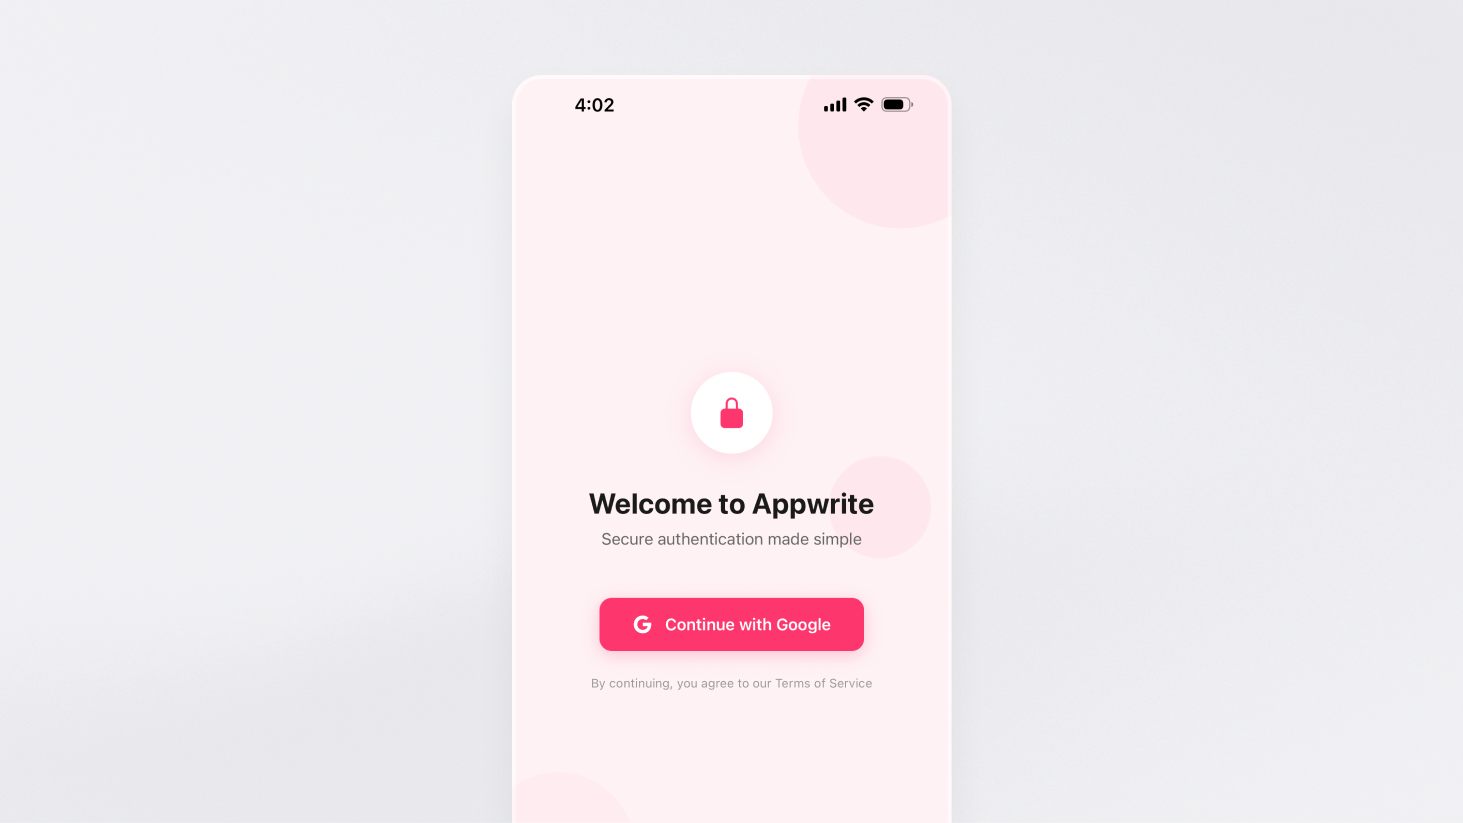 4:02
Welcome to Appwrite
Secure authentication made simple
Continue with Google
By continuing, you agree to our Terms of Service